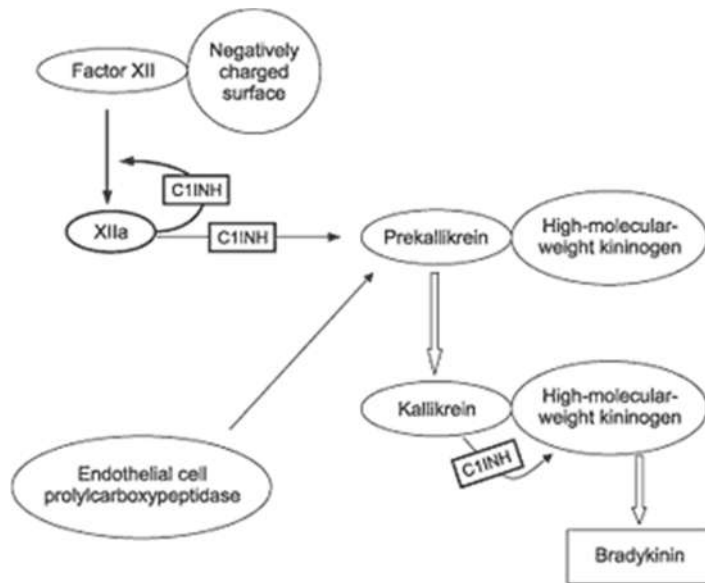 Factor XII
Negatively
charged
surface
C1INH
XIIa
C1INH
Prekallikrein
High-molecular-
weight kininogen
Kallikrein
High-molecular-
weight kininogen
C1INH
Endothelial cell
prolylcarboxypeptidase
Bradykinin